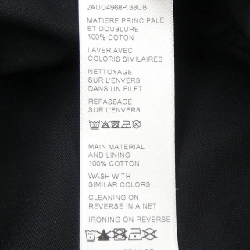 MATIERE PRINCIPALE
ET DOUBLURE
100% COTON
LAVER AVEC
COLORIS SIMILAIRES
NETTOYAGE
SUR L'ENVERS
DANS UN FILET
REPASSAGE
SUR L'ENVERS
MAIN MATERIAL
AND LINING
100% COTTON
WASH WITH
SIMILAR COLORS
CLEANING ON
REVERSE IN A NET
IRONING ON REVERSE